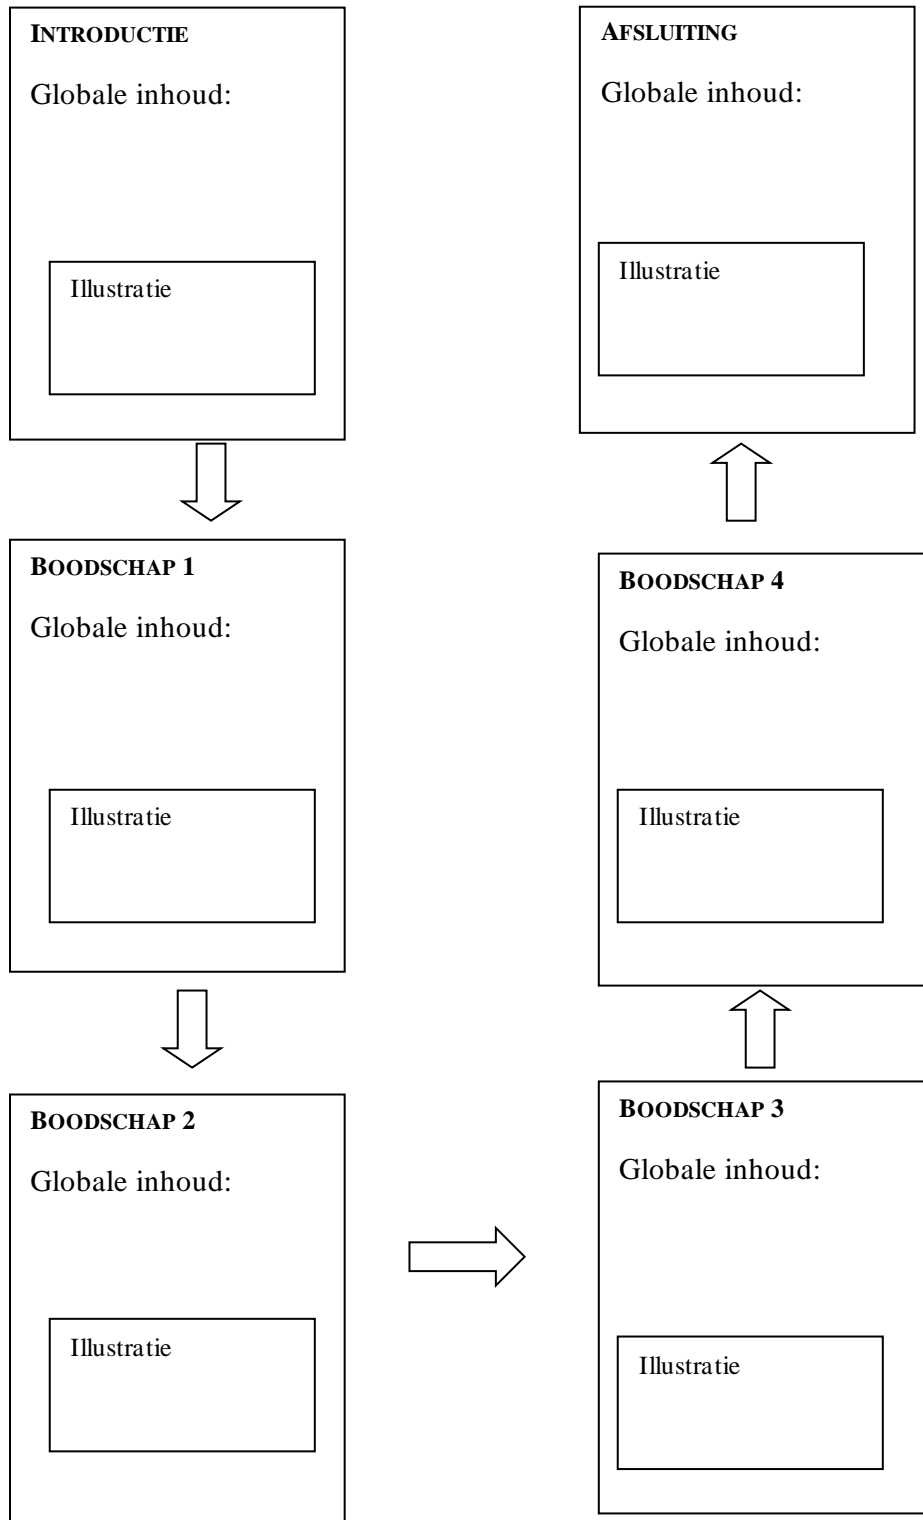 INTRODUCTIE
Globale inhoud:
Illustratie
BOODSCHAP 1
Globale inhoud:
Illustratie
BOODSCHAP 2
Globale inhoud:
Illustratie
BOODSCHAP 3
Globale inhoud:
Illustratie
BOODSCHAP 4
Globale inhoud:
Illustratie
AFSLUITING
Globale inhoud:
Illustratie